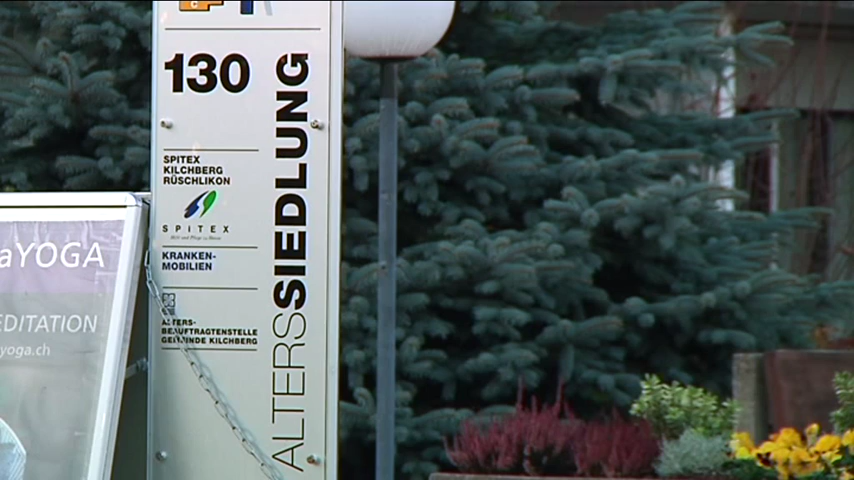 130
ALTERSSIEDLUNG
SPITEX
KILCHBERG
RÜSCHLIKON
SPITEX
KRANKEN-
MOBILIEN
ALTERS-
BEAUFTRAGTENSTELLE
GEMEINDE KILCHBERG
aYOGA
EDITATION
yoga.ch